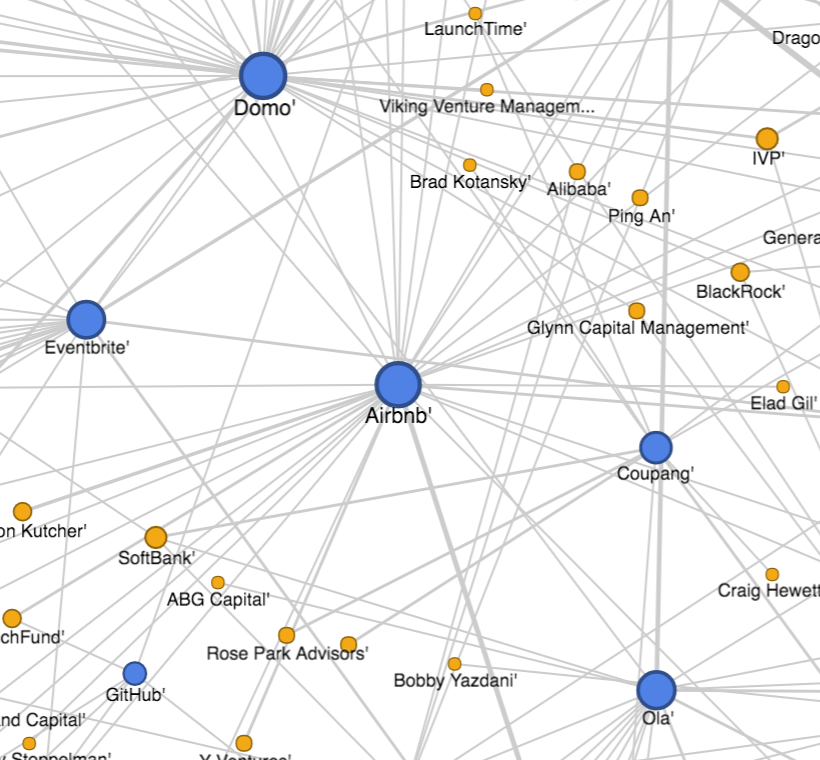 LaunchTime'
Drago
Domo'
Viking Venture Managem...
IVP'
Brad Kotansky'
Alibaba'
Ping An'
Genera
BlackRock'
Glynn Capital Management'
Eventbrite'
Airbnb'
Elad Gil'
Coupang'
on Kutcher'
SoftBank'
Craig Hewett
ABG Capital'
chFund'
Rose Park Advisors'
Bobby Yazdani'
GitHub'
Ola'
nd Capital'
y Stoppelman'
Y Ventures'